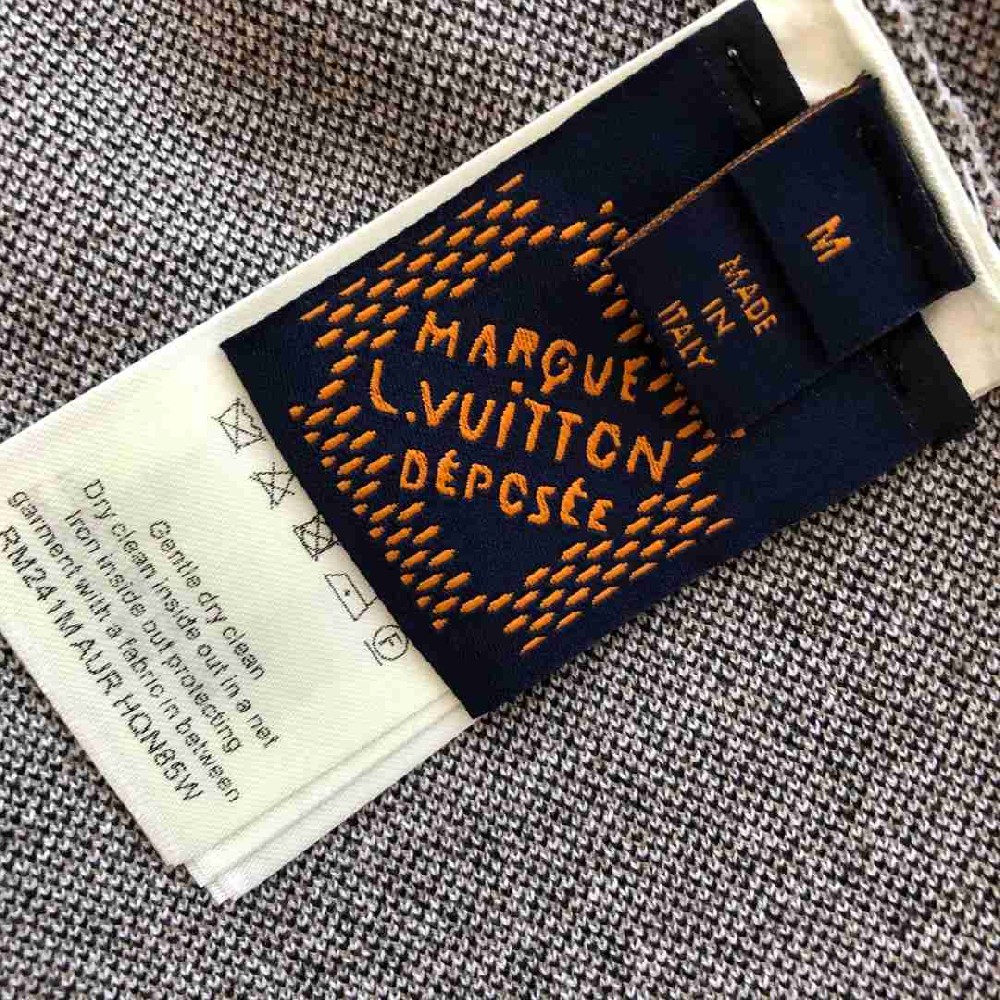 M
MADE
IN
ITALY
MARQUE
L.VUiTTON
DÉPOSÉE
F
Gentle dry clean
Dry clean inside out in a net
Iron inside out protecting
garment with a fabric in between
RM241M AUR HQN86W